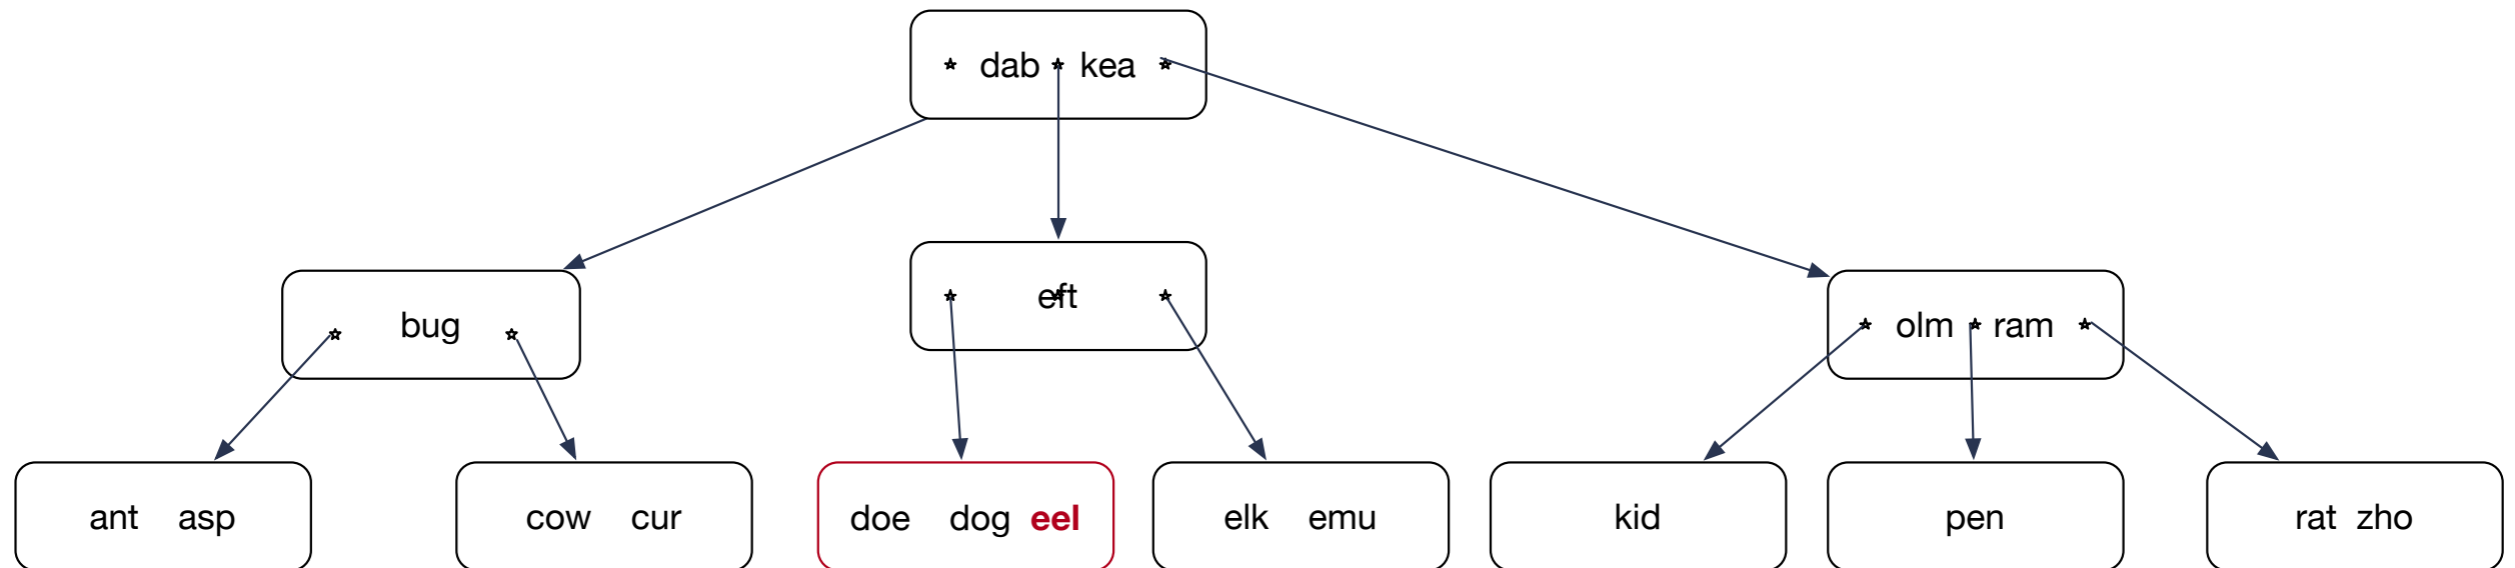 dab kea
bug
eft
olm ram
ant asp
cow cur
doe dog eel
elk emu
kid
pen
rat zho